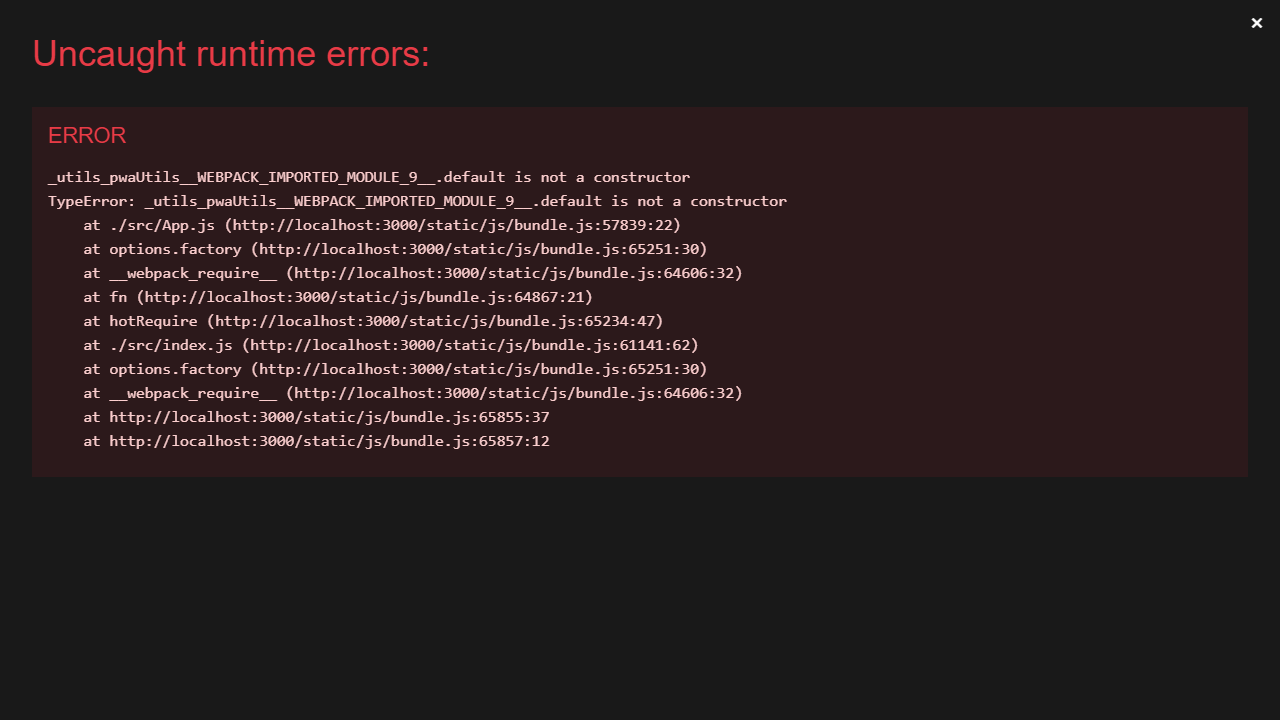 ×
Uncaught runtime errors:
ERROR
_utils_pwaUtils__WEBPACK_IMPORTED_MODULE_9__.default is not a constructor
TypeError: _utils_pwaUtils__WEBPACK_IMPORTED_MODULE_9__.default is not a constructor
    at ./src/App.js (http://localhost:3000/static/js/bundle.js:57839:22)
    at options.factory (http://localhost:3000/static/js/bundle.js:65251:30)
    at __webpack_require__ (http://localhost:3000/static/js/bundle.js:64606:32)
    at fn (http://localhost:3000/static/js/bundle.js:64867:21)
    at hotRequire (http://localhost:3000/static/js/bundle.js:65234:47)
    at ./src/index.js (http://localhost:3000/static/js/bundle.js:61141:62)
    at options.factory (http://localhost:3000/static/js/bundle.js:65251:30)
    at __webpack_require__ (http://localhost:3000/static/js/bundle.js:64606:32)
    at http://localhost:3000/static/js/bundle.js:65855:37
    at http://localhost:3000/static/js/bundle.js:65857:12